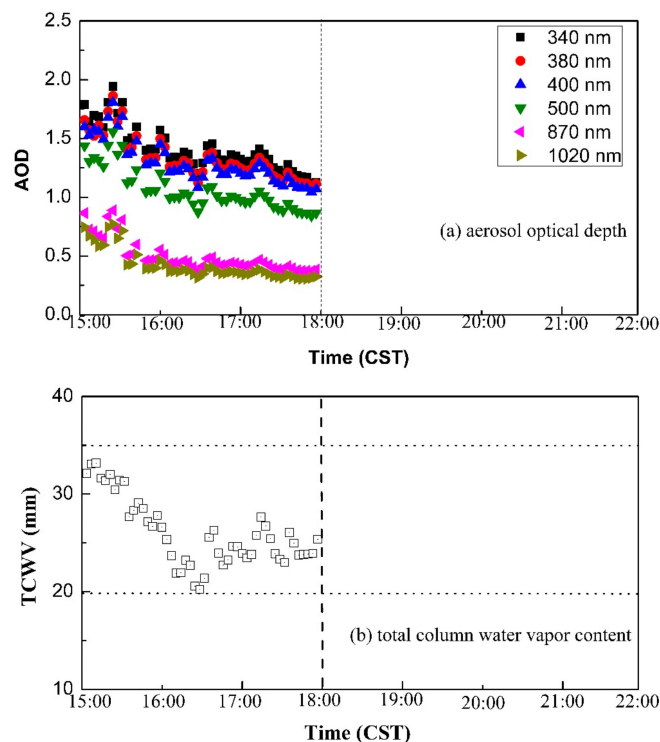 2.5
2.0
1.5
1.0
0.5
0.0
AOD
340 nm
380 nm
400 nm
500 nm
870 nm
1020 nm
(a) aerosol optical depth
15:00 16:00 17:00 18:00 19:00 20:00 21:00 22:00
Time (CST)
40
30
20
10
TCWV (mm)
(b) total column water vapor content
15:00 16:00 17:00 18:00 19:00 20:00 21:00 22:00
Time (CST)